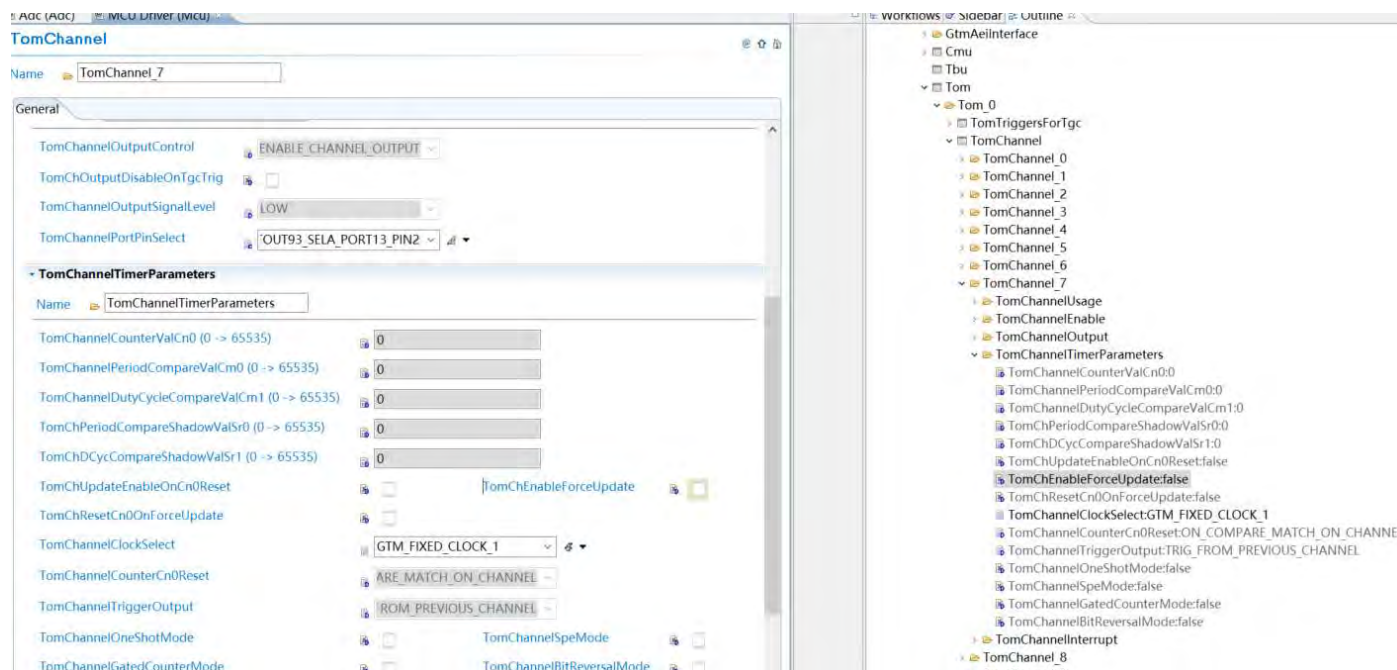 Adc (Adc) MCU Driver (Mcu)
TomChannel
Name TomChannel_7
General
TomChannelOutputControl ENABLE_CHANNEL_OUTPUT
TomChOutputDisableOnTgcTrig
TomChannelOutputSignalLevel LOW
TomChannelPortPinSelect OUT93_SELA_PORT13_PIN2
TomChannelTimerParameters
Name TomChannelTimerParameters
TomChannelCounterValCn0 (0 -> 65535) 0
TomChannelPeriodCompareValCm0 (0 -> 65535) 0
TomChannelDutyCycleCompareValCm1 (0 -> 65535) 0
TomChPeriodCompareShadowValSr0 (0 -> 65535) 0
TomChDCycCompareShadowValSr1 (0 -> 65535) 0
TomChUpdateEnableOnCn0Reset TomChEnableForceUpdate
TomChResetCn0OnForceUpdate
TomChannelClockSelect GTM_FIXED_CLOCK_1
TomChannelCounterCn0Reset ARE_MATCH_ON_CHANNEL
TomChannelTriggerOutput ROM_PREVIOUS_CHANNEL
TomChannelOneShotMode TomChannelSpeMode
TomChannelGatedCounterMode TomChannelBitReversalMode
Workflows Sidebar Outline
GtmAeiInterface
Cmu
Tbu
Tom
Tom_0
TomTriggersForTgc
TomChannel
TomChannel_0
TomChannel_1
TomChannel_2
TomChannel_3
TomChannel_4
TomChannel_5
TomChannel_6
TomChannel_7
TomChannelUsage
TomChannelEnable
TomChannelOutput
TomChannelTimerParameters
TomChannelCounterValCn0:0
TomChannelPeriodCompareValCm0:0
TomChannelDutyCycleCompareValCm1:0
TomChPeriodCompareShadowValSr0:0
TomChDCycCompareShadowValSr1:0
TomChUpdateEnableOnCn0Reset:false
TomChEnableForceUpdate:false
TomChResetCn0OnForceUpdate:false
TomChannelClockSelect:GTM_FIXED_CLOCK_1
TomChannelCounterCn0Reset:ON_COMPARE_MATCH_ON_CHANNE
TomChannelTriggerOutput:TRIG_FROM_PREVIOUS_CHANNEL
TomChannelOneShotMode:false
TomChannelSpeMode:false
TomChannelGatedCounterMode:false
TomChannelBitReversalMode:false
TomChannelInterrupt
TomChannel_8